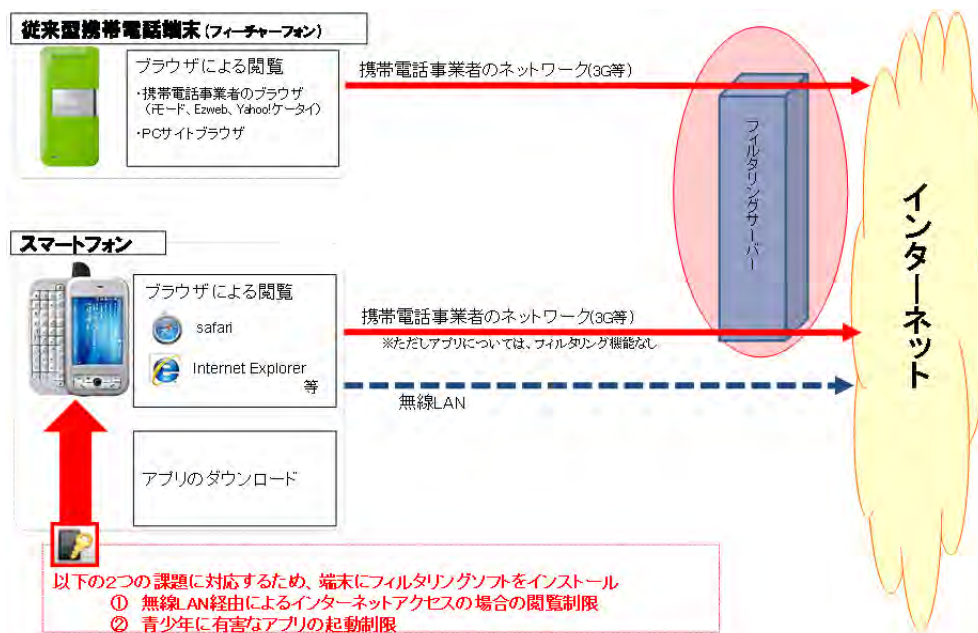 従来型携帯電話端末(フィーチャーフォン)
ブラウザによる閲覧
・携帯電話事業者のブラウザ
(iモード、Ezweb、Yahoo!ケータイ)
・PCサイトブラウザ
携帯電話事業者のネットワーク(3G等)
フィルタリングサーバー
インターネット
スマートフォン
ブラウザによる閲覧
safari
Internet Explorer
等
携帯電話事業者のネットワーク(3G等)
※ただしアプリについては、フィルタリング機能なし
無線LAN
アプリのダウンロード
以下の2つの課題に対応するため、端末にフィルタリングソフトをインストール
① 無線LAN経由によるインターネットアクセスの場合の閲覧制限
② 青少年に有害なアプリの起動制限